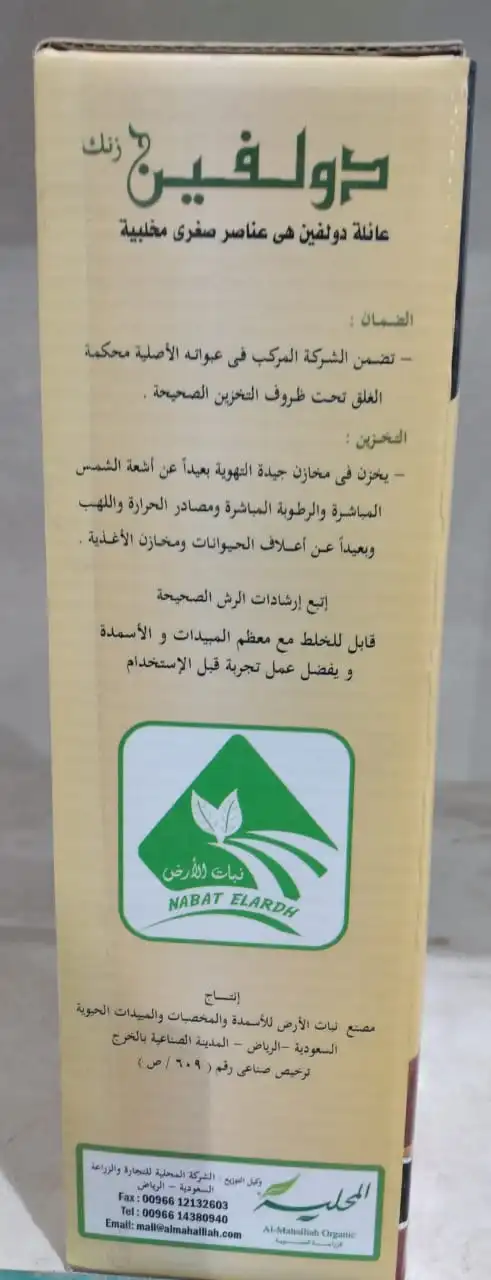 دولفين ج زنك
عائلة دولفين هى عناصر صغرى مخلبية
الضمان :
– تضمن الشركة المركب فى عبواته الأصلية محكمة
الغلق تحت ظروف التخزين الصحيحة .
التخزين :
– يخزن فى مخازن جيدة التهوية بعيداً عن أشعة الشمس
المباشرة والرطوبة المباشرة ومصادر الحرارة واللهب
وبعيداً عن أعلاف الحيوانات ومخازن الأغذية .
إتبع إرشادات الرش الصحيحة
قابل للخلط مع معظم المبيدات و الأسمدة
و يفضل عمل تجربة قبل الإستخدام
نبات الأرض
NABAT ELARDH
إنتــاج
مصنع نبات الأرض للأسمدة والمخصبات والمبيدات الحيوية
السعودية – الرياض – المدينة الصناعية بالخرج
ترخيص صناعى رقم ( ٦٠٩ / ص )
المحلية
Al-Mahalliah Organic
الزراعـة العضـويـة
وكيل التوزيع : الشركة المحلية للتجارة والزراعة
السعودية – الرياض
Fax : 00966 12132603
Tel : 00966 14380940
Email: mail@almahalliah.com